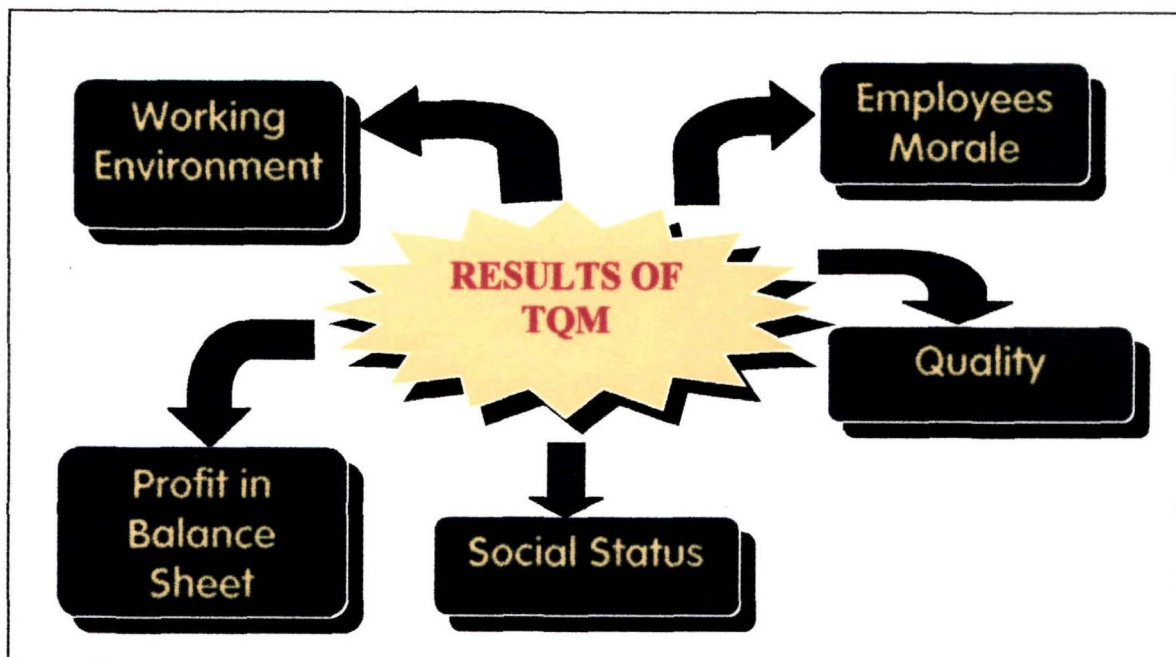 Working
Environment
Employees
Morale
RESULTS OF
TQM
Quality
Profit in
Balance
Sheet
Social Status